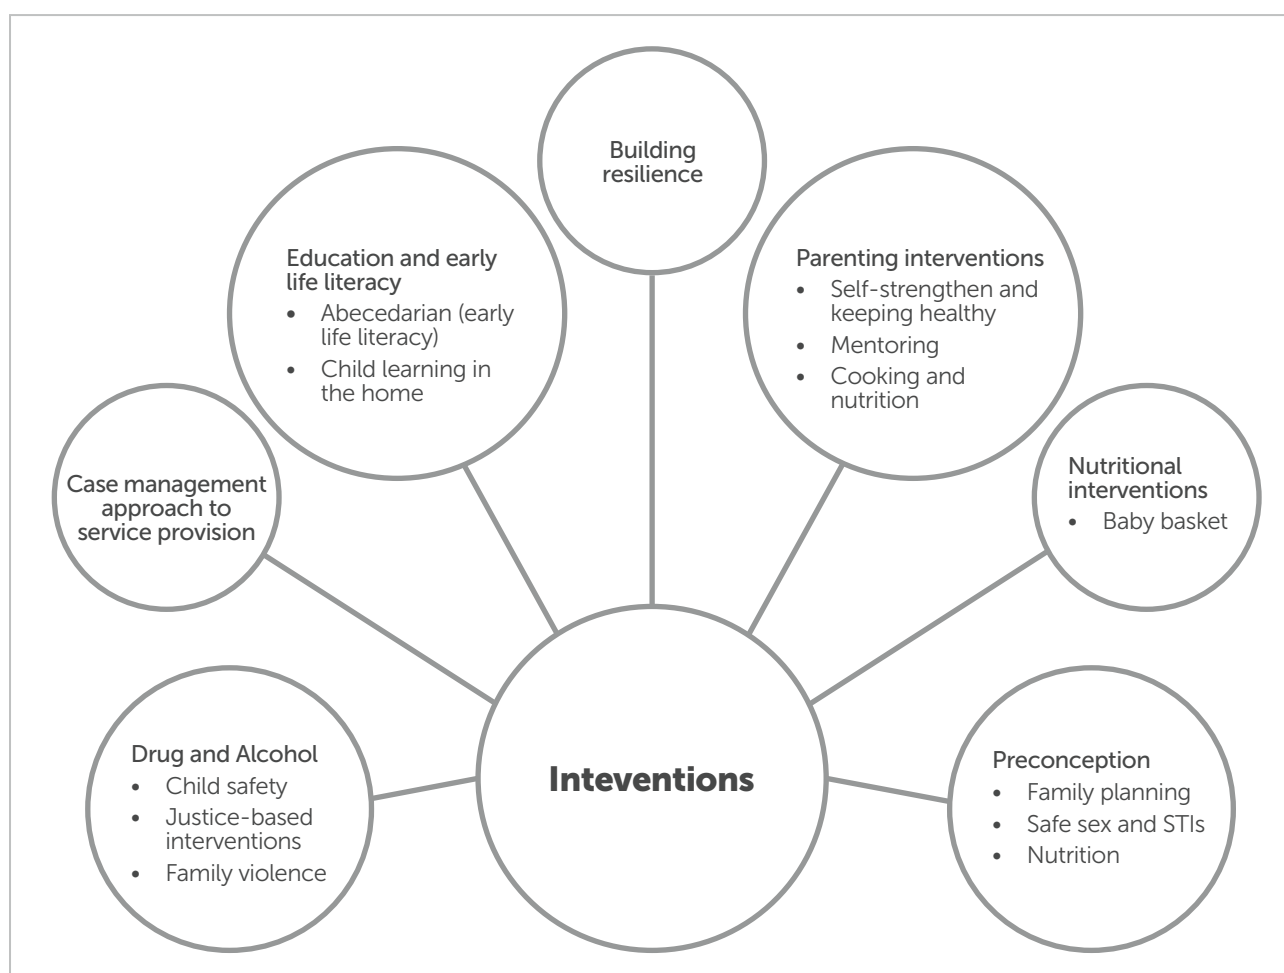 Building
resilience
Education and early
life literacy
• Abecedarian (early
life literacy)
• Child learning in
the home
Parenting interventions
• Self-strengthen and
keeping healthy
• Mentoring
• Cooking and
nutrition
Case management
approach to
service provision
Nutritional
interventions
• Baby basket
Drug and Alcohol
• Child safety
• Justice-based
interventions
• Family violence
Inteventions
Preconception
• Family planning
• Safe sex and STIs
• Nutrition